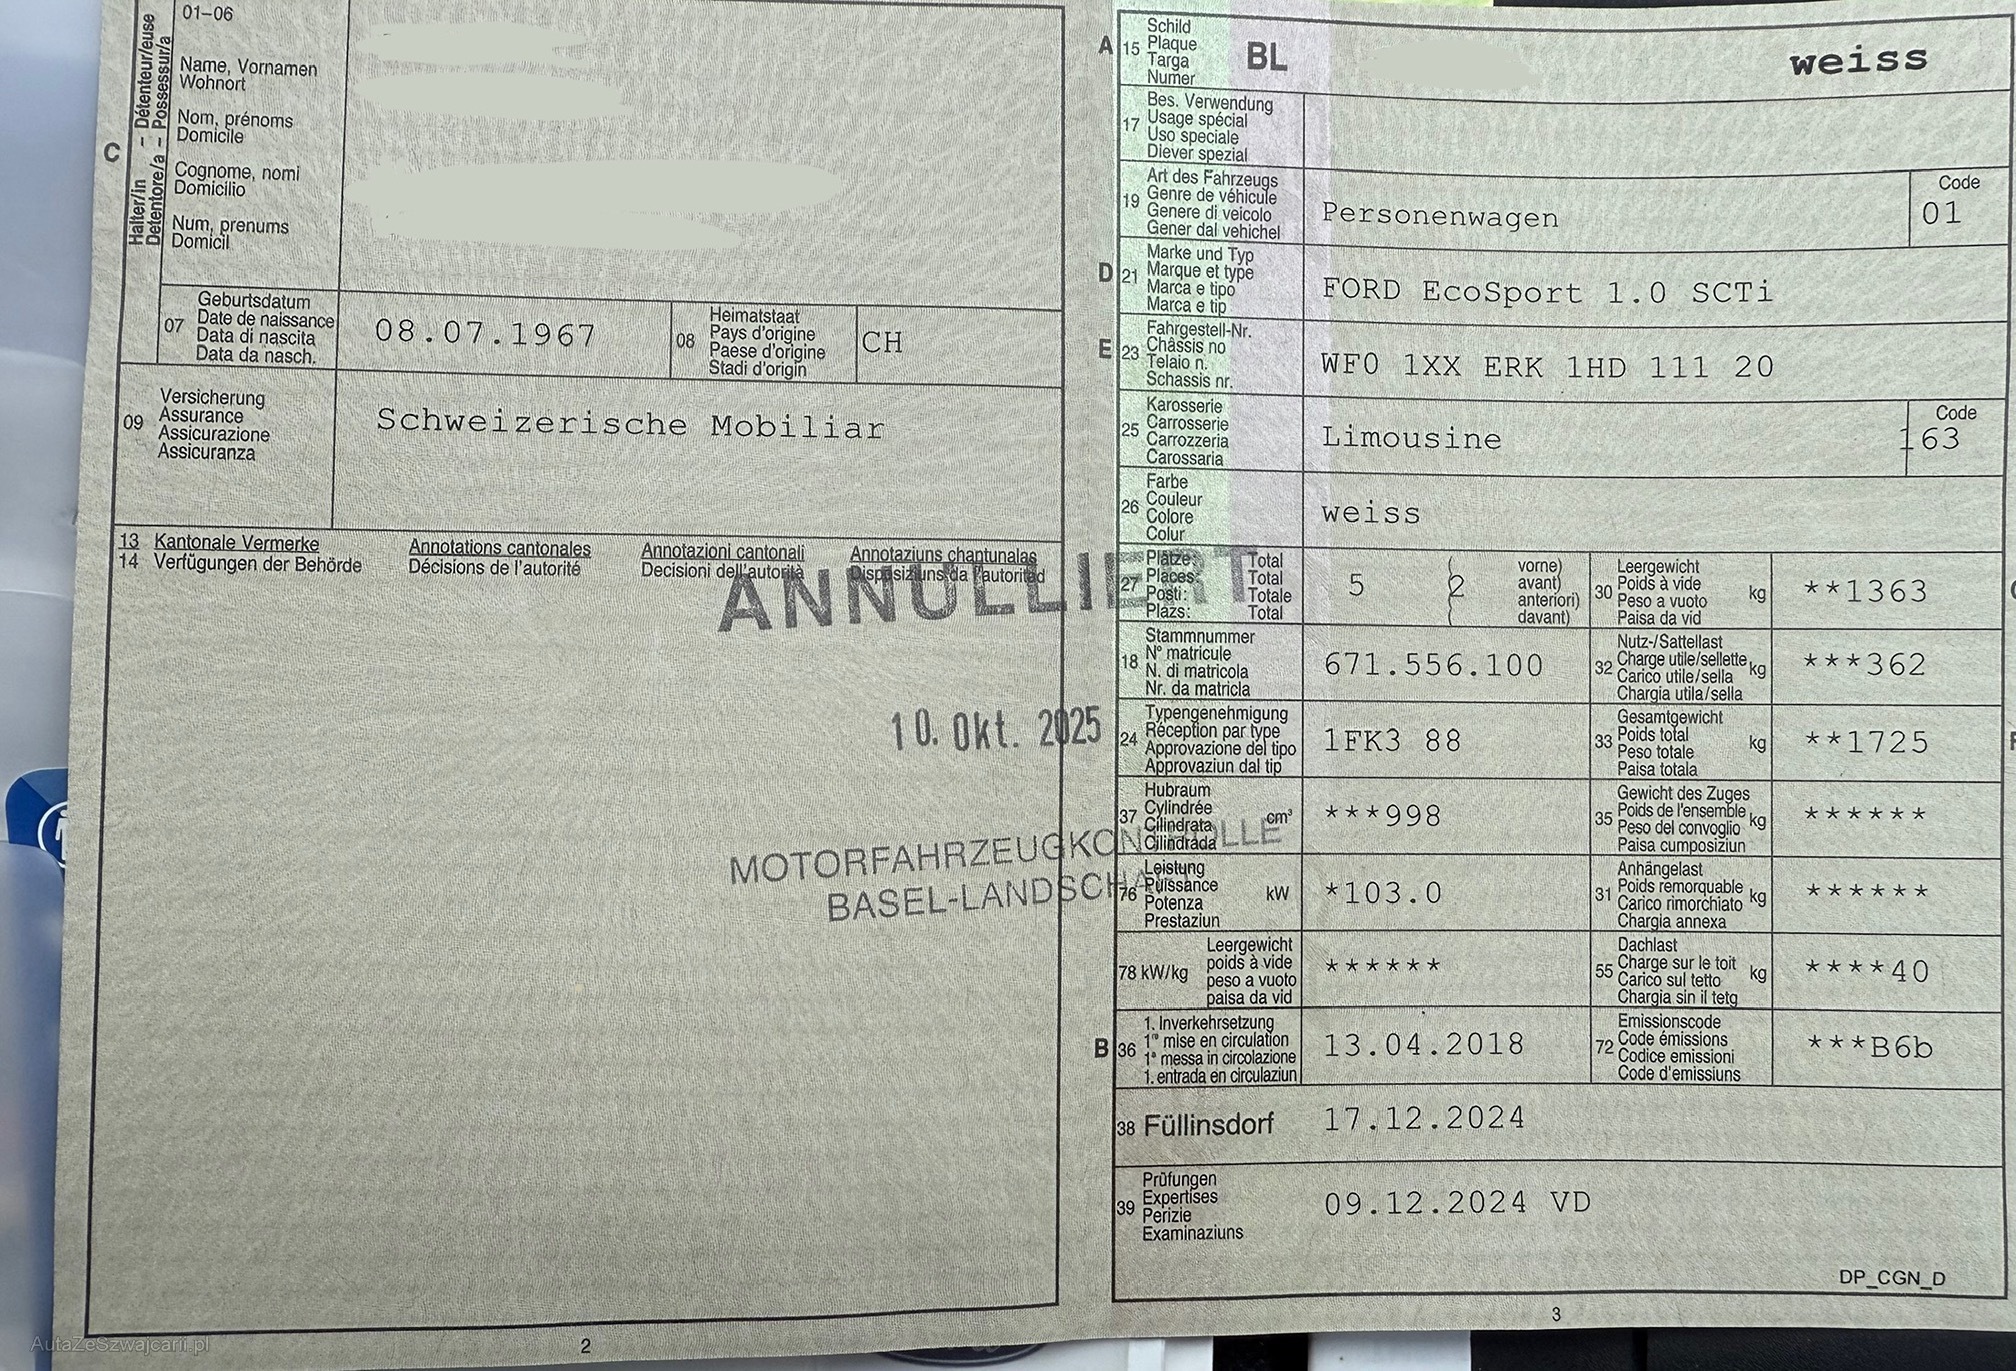 01–06
C
Halter/in – Détenteur/euse
Detentore/a – Possessur/a
Name, Vornamen
Wohnort
Nom, prénoms
Domicile
Cognome, nomi
Domicilio
Num, prenums
Domicil
07
Geburtsdatum
Date de naissance
Data di nascita
Data da nasch.
08.07.1967
08
Heimatstaat
Pays d'origine
Paese d'origine
Stadi d'origin
CH
09
Versicherung
Assurance
Assicurazione
Assicuranza
Schweizerische Mobiliar
13 Kantonale Vermerke
14 Verfügungen der Behörde
Annotations cantonales
Décisions de l'autorité
Annotazioni cantonali
Decisioni dell'autorità
Annotaziuns chantunalas
Disposiziuns da l'autoritad
ANNULLIERT
10. Okt. 2025
MOTORFAHRZEUGKONTROLLE
BASEL-LANDSCHAFT
2
A
15
Schild
Plaque
Targa
Numer
BL
weiss
17
Bes. Verwendung
Usage spécial
Uso speciale
Diever spezial
19
Art des Fahrzeugs
Genre de véhicule
Genere di veicolo
Gener dal vehichel
Personenwagen
Code
01
D
21
Marke und Typ
Marque et type
Marca e tipo
Marca e tip
FORD EcoSport 1.0 SCTi
E
23
Fahrgestell-Nr.
Châssis no
Telaio n.
Schassis nr.
WF0 1XX ERK 1HD 111 20
25
Karosserie
Carrosserie
Carrozzeria
Carossaria
Limousine
Code
163
26
Farbe
Couleur
Colore
Colur
weiss
27
Plätze: Total
Places: Total
Posti: Totale
Plazs: Total
5 (2
vorne)
avant)
anteriori)
davant)
30
Leergewicht
Poids à vide
Peso a vuoto
Paisa da vid
kg
**1363
18
Stammnummer
N° matricule
N. di matricola
Nr. da matricla
671.556.100
32
Nutz-/Sattellast
Charge utile/sellette
Carico utile/sella
Chargia utila/sella
kg
***362
24
Typengenehmigung
Réception par type
Approvazione del tipo
Approvaziun dal tip
1FK3 88
33
Gesamtgewicht
Poids total
Peso totale
Paisa totala
kg
**1725
37
Hubraum
Cylindrée
Cilindrata
Cilindrada
cm³
***998
35
Gewicht des Zuges
Poids de l'ensemble
Peso del convoglio
Paisa cumposiziun
kg
******
76
Leistung
Puissance
Potenza
Prestaziun
kW
*103.0
31
Anhängelast
Poids remorquable
Carico rimorchiato
Chargia annexa
kg
******
78 kW/kg
Leergewicht
poids à vide
peso a vuoto
paisa da vid
******
55
Dachlast
Charge sur le toit
Carico sul tetto
Chargia sin il tetg
kg
****40
B
36
1. Inverkehrsetzung
1re mise en circulation
1a messa in circolazione
1. entrada en circulaziun
13.04.2018
72
Emissionscode
Code émissions
Codice emissioni
Code d'emissiuns
***B6b
38 Füllinsdorf
17.12.2024
39
Prüfungen
Expertises
Perizie
Examinaziuns
09.12.2024 VD
DP_CGN_D
3
AutaZeSzwajcarii.pl